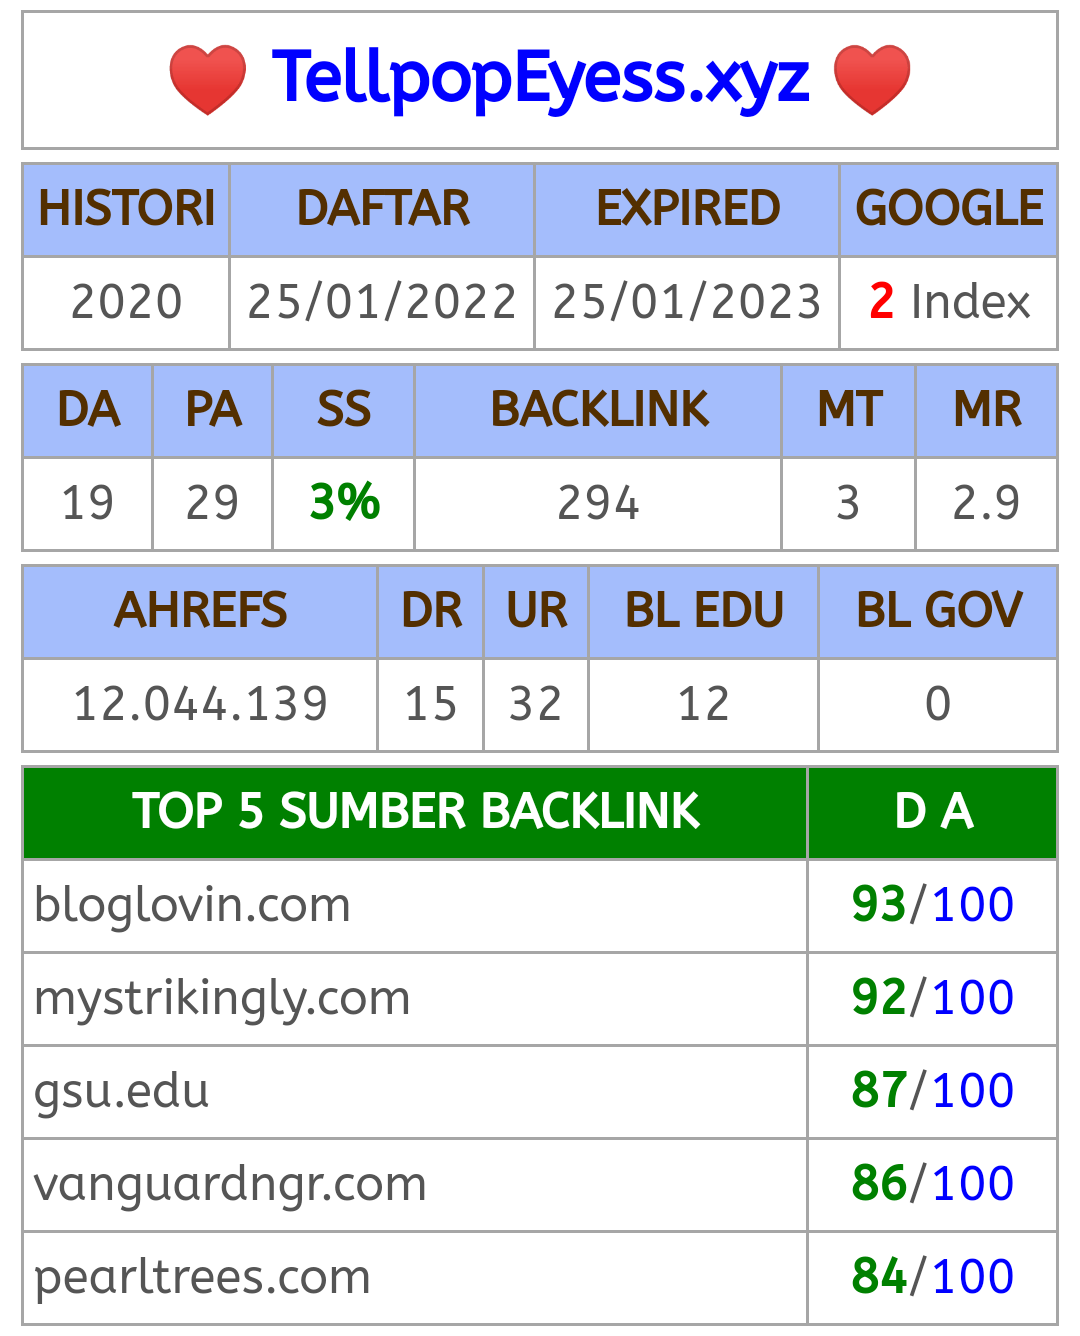 ❤️ TellpopEyess.xyz ❤️
HISTORI DAFTAR EXPIRED GOOGLE
2020 25/01/2022 25/01/2023 2 Index
DA PA SS BACKLINK MT MR
19 29 3% 294 3 2.9
AHREFS DR UR BL EDU BL GOV
12.044.139 15 32 12 0
TOP 5 SUMBER BACKLINK D A
bloglovin.com 93/100
mystrikingly.com 92/100
gsu.edu 87/100
vanguardngr.com 86/100
pearltrees.com 84/100